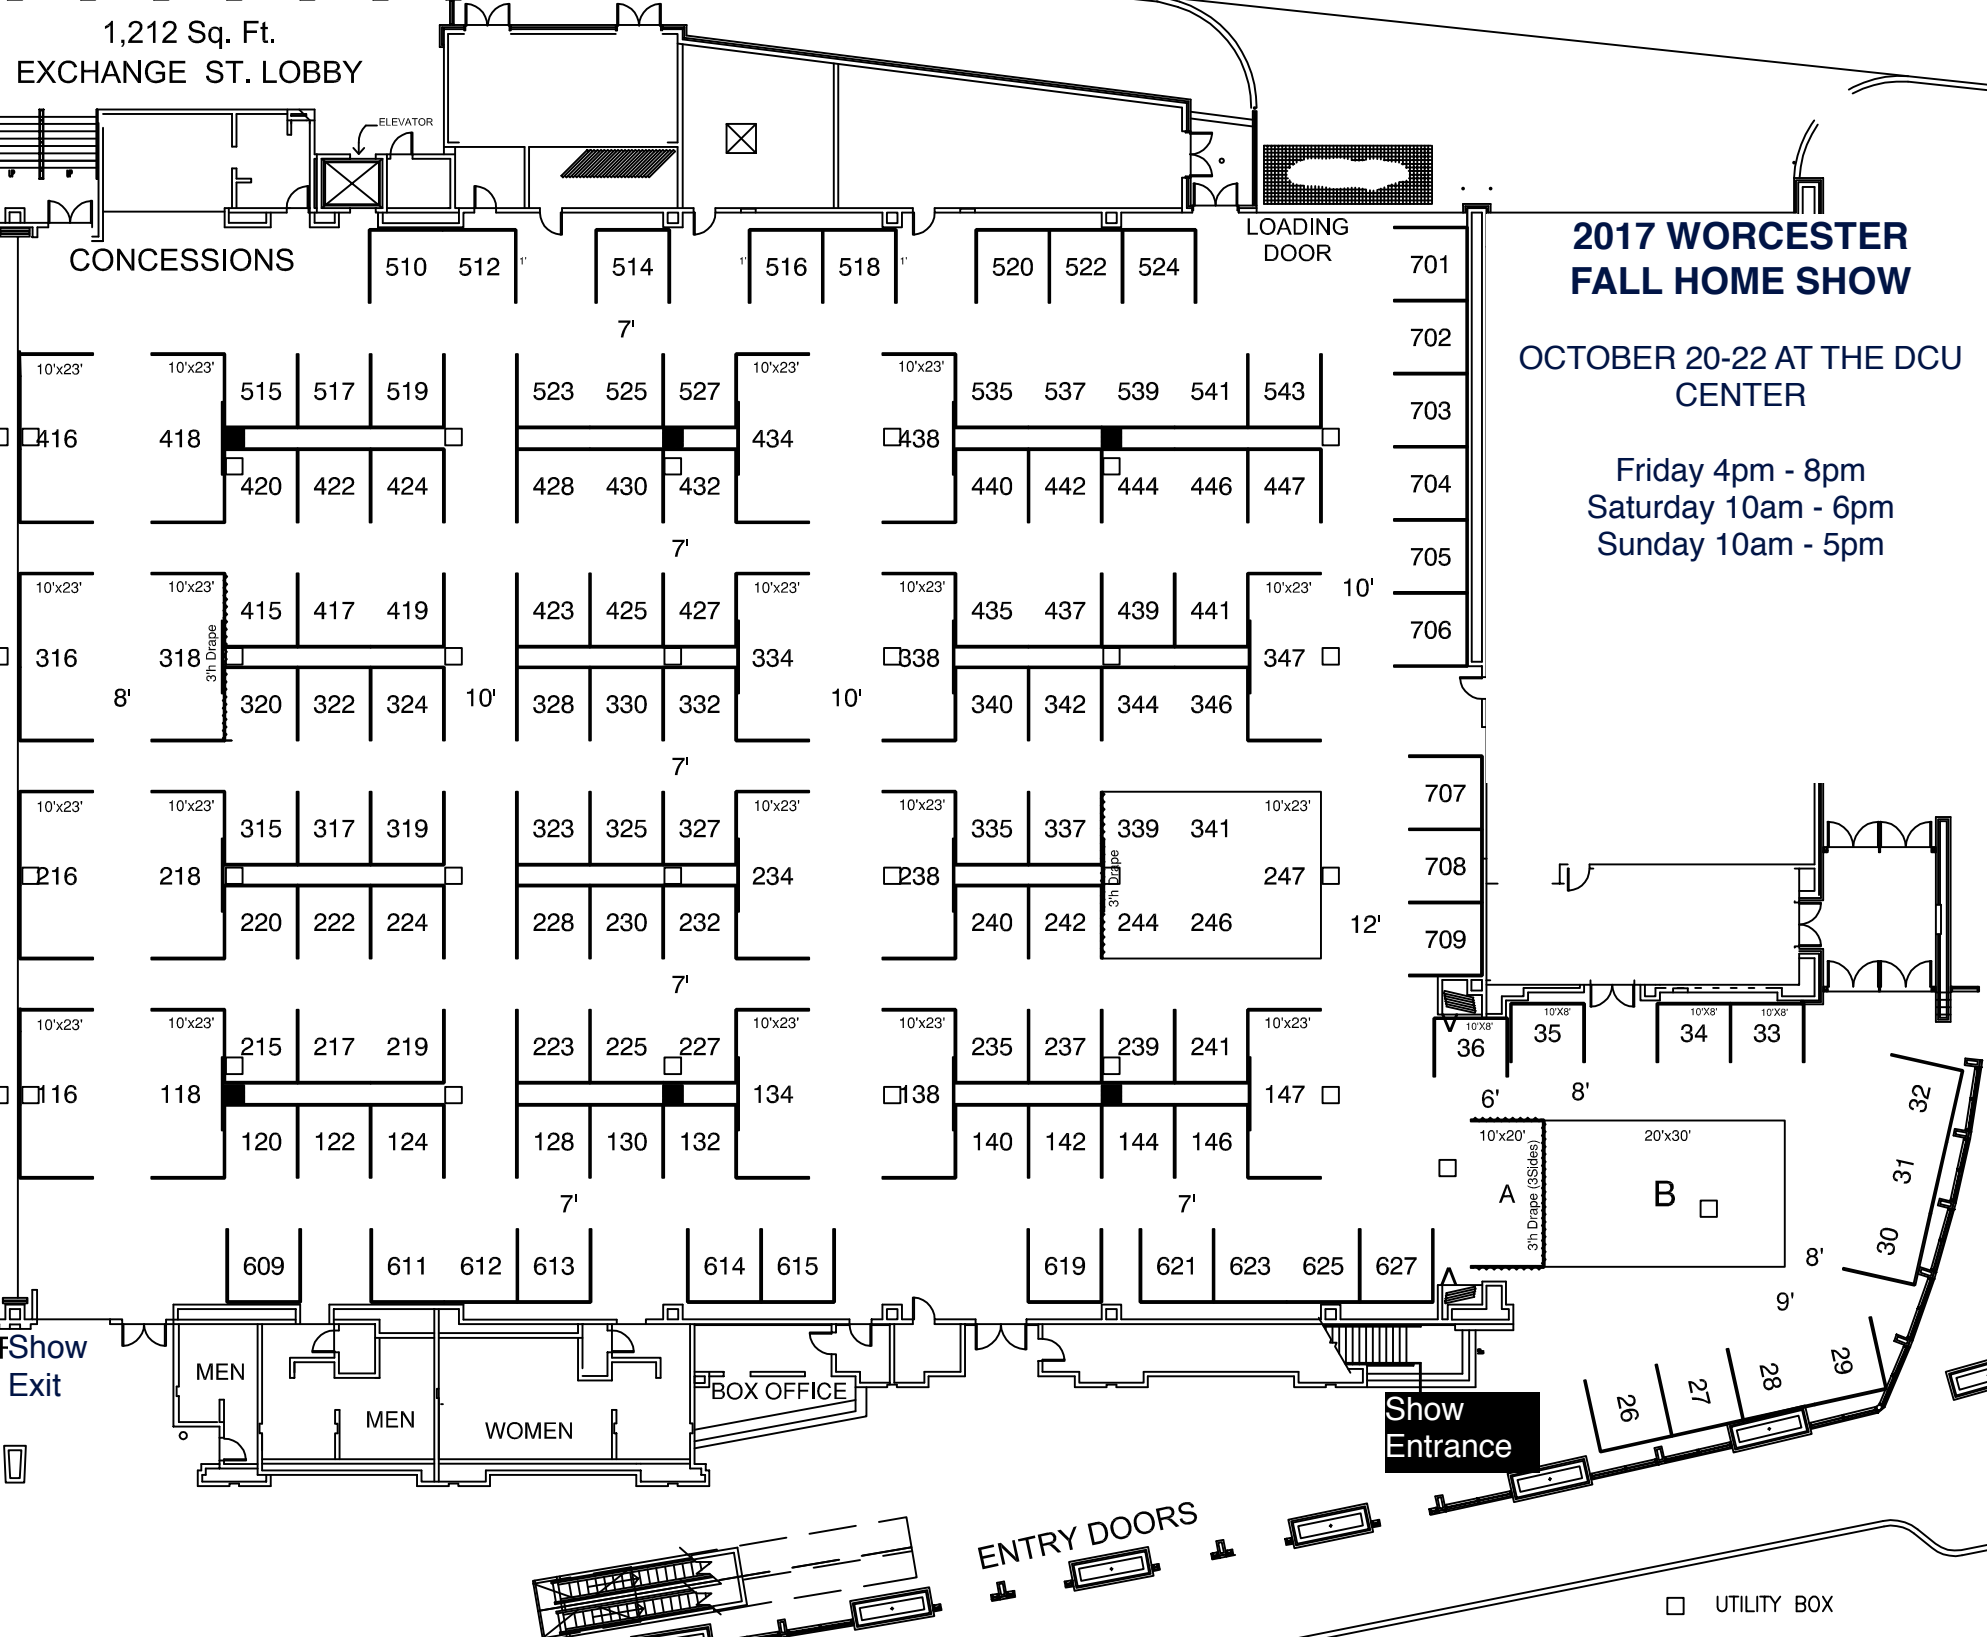 1,212 Sq. Ft.
EXCHANGE ST. LOBBY
ELEVATOR
UP UP
CONCESSIONS
LOADING
DOOR
2017 WORCESTER
FALL HOME SHOW
OCTOBER 20-22 AT THE DCU
CENTER
Friday 4pm - 8pm
Saturday 10am - 6pm
Sunday 10am - 5pm
510 512 1' 514 1' 516 518 1' 520 522 524
701
702
703
704
705
706
7'
10'x23' 10'x23' 10'x23' 10'x23'
515 517 519 523 525 527 535 537 539 541 543
416 418 434 438
420 422 424 428 430 432 440 442 444 446 447
7'
10'x23' 10'x23' 10'x23' 10'x23' 10'x23' 10'
415 417 419 423 425 427 435 437 439 441
316 318 3'h Drape 334 338 347
8' 320 322 324 10' 328 330 332 10' 340 342 344 346
7'
707
708
709
10'x23' 10'x23' 10'x23' 10'x23' 10'x23'
315 317 319 323 325 327 335 337 339 341
216 218 234 238 3'h Drape 247
220 222 224 228 230 232 240 242 244 246 12'
7'
10'x23' 10'x23' 10'x23' 10'x23' 10'x23'
215 217 219 223 225 227 235 237 239 241
116 118 134 138 147
120 122 124 128 130 132 140 142 144 146
7' 7'
10'X8' 10'X8' 10'X8' 10'X8'
36 35 34 33
6' 8'
32
31
30
10'x20' 20'x30'
A 3'h Drape (3Sides) B
8'
9'
609 611 612 613 614 615 619 621 623 625 627
26 27 28 29
Show
Exit
MEN
MEN
WOMEN
BOX OFFICE
Show
Entrance
ENTRY DOORS
UTILITY BOX